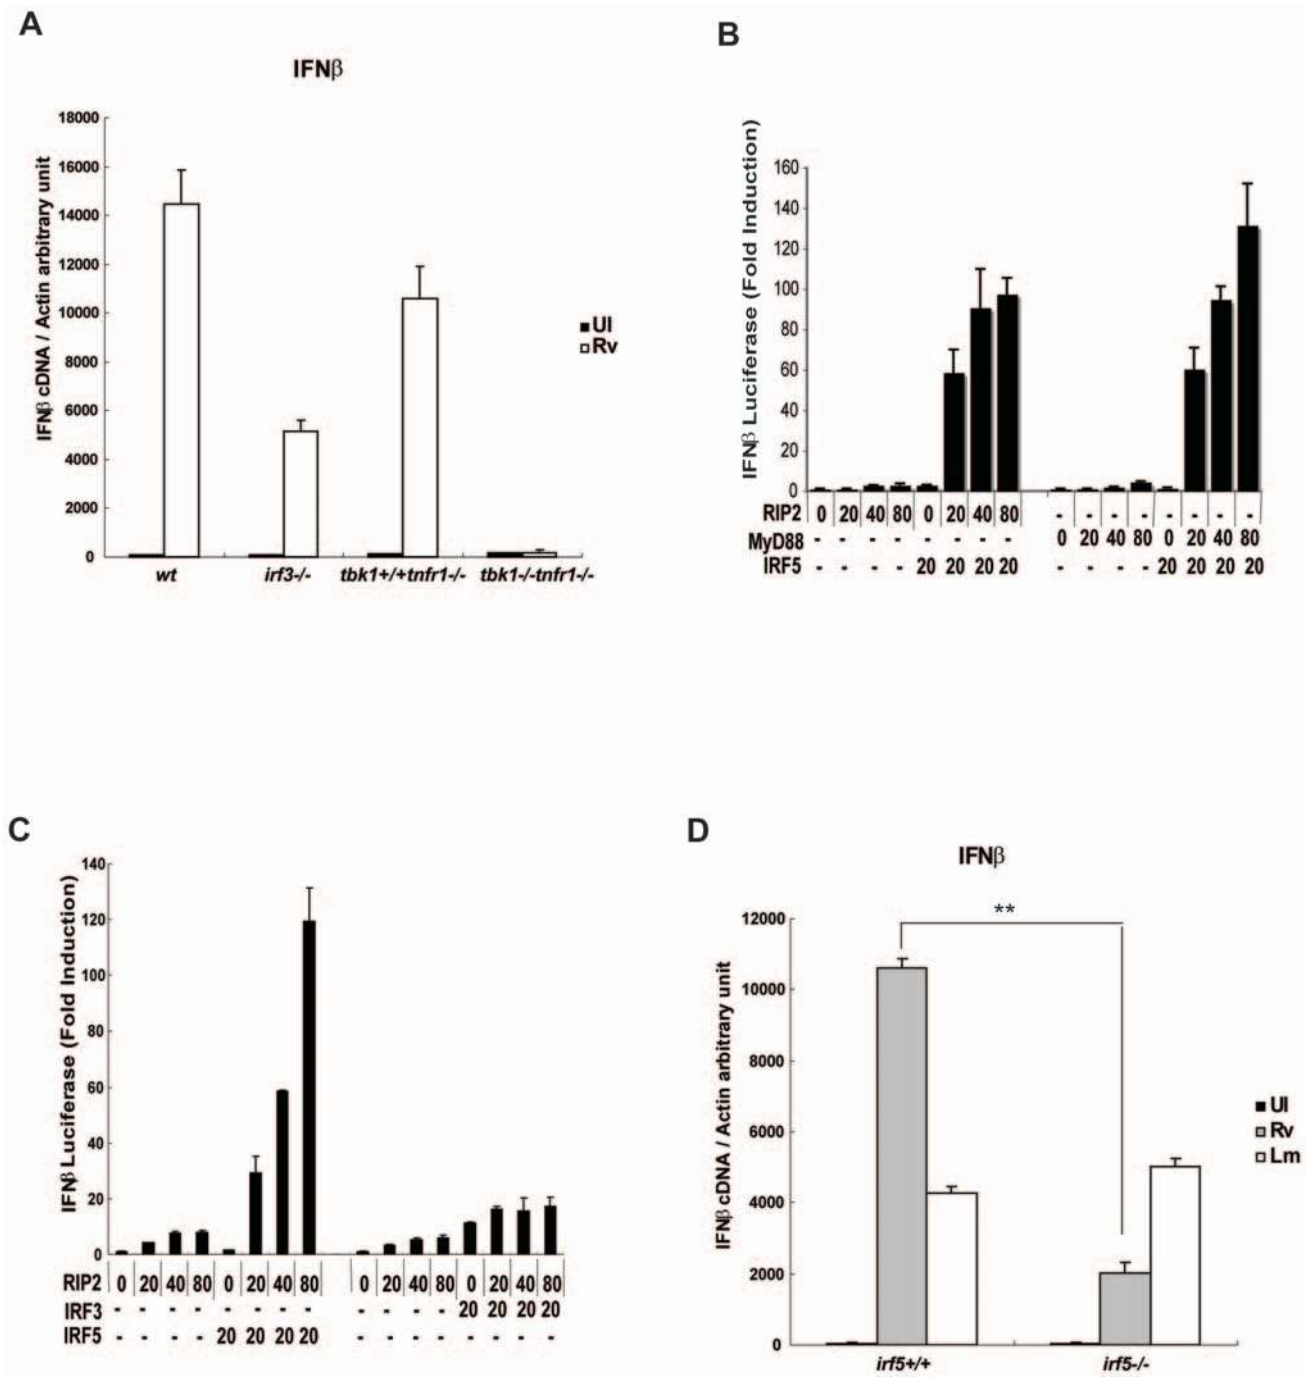 A
IFNβ
IFNβ cDNA / Actin arbitrary unit
18000
16000
14000
12000
10000
8000
6000
4000
2000
0
wt irf3-/- tbk1+/+tnfr1-/- tbk1-/-tnfr1-/-
UI
Rv
B
IFNβ Luciferase (Fold Induction)
160
140
120
100
80
60
40
20
0
RIP2 0 20 40 80 0 20 40 80 - - - - - - - -
MyD88 - - - - - - - - 0 20 40 80 0 20 40 80
IRF5 - - - - 20 20 20 20 - - - - 20 20 20 20
C
IFNβ Luciferase (Fold Induction)
140
120
100
80
60
40
20
0
RIP2 0 20 40 80 0 20 40 80 0 20 40 80 0 20 40 80
IRF3 - - - - - - - - - - - - 20 20 20 20
IRF5 - - - - 20 20 20 20 - - - - - - - -
D
IFNβ
**
IFNβ cDNA / Actin arbitrary unit
12000
10000
8000
6000
4000
2000
0
irf5+/+ irf5-/-
UI
Rv
Lm